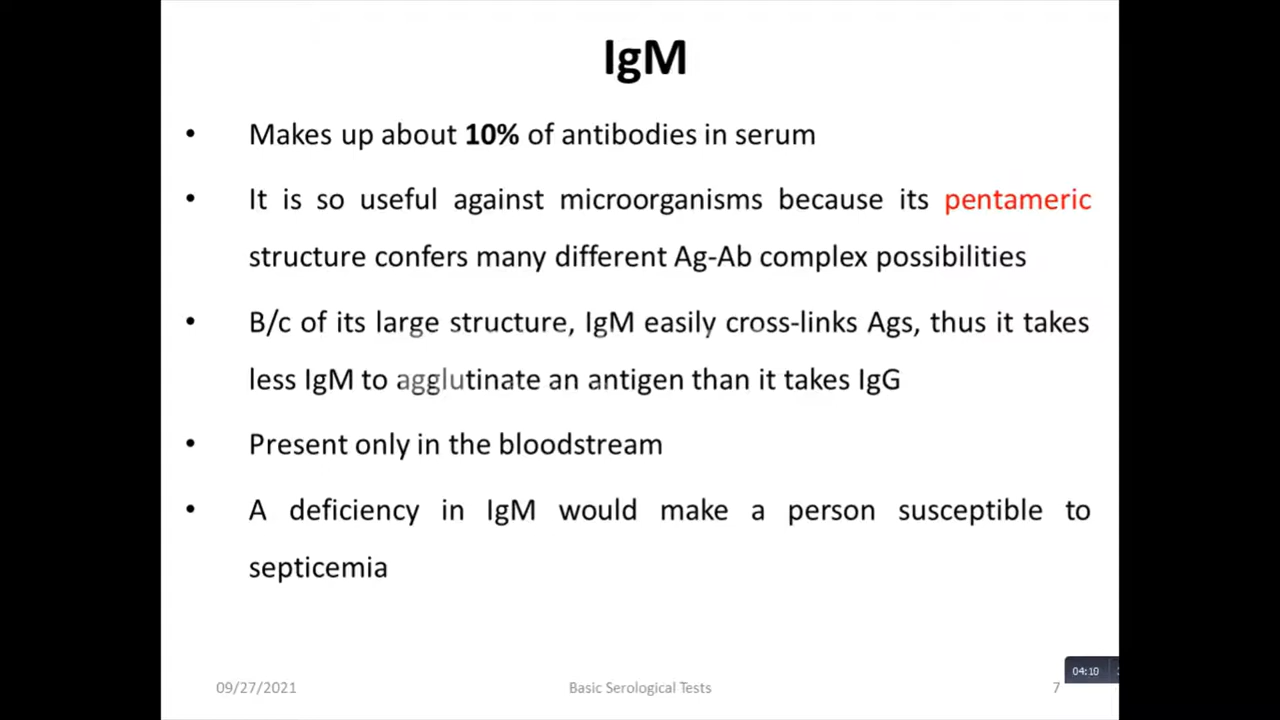 IgM
• Makes up about 10% of antibodies in serum
• It is so useful against microorganisms because its pentameric
structure confers many different Ag-Ab complex possibilities
• B/c of its large structure, IgM easily cross-links Ags, thus it takes
less IgM to agglutinate an antigen than it takes IgG
• Present only in the bloodstream
• A deficiency in IgM would make a person susceptible to
septicemia
04:10
09/27/2021 Basic Serological Tests 7